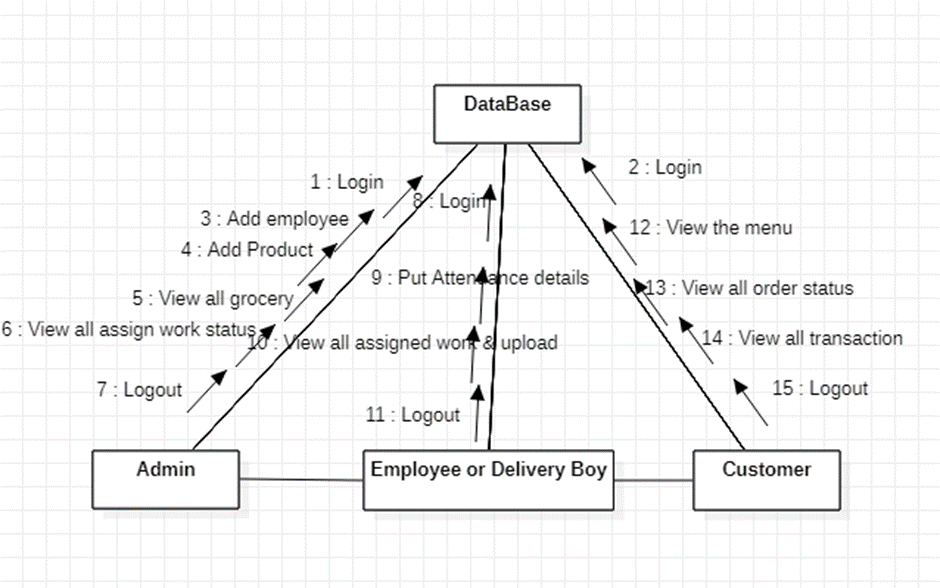 DataBase
1 : Login
2 : Login
8 : Login
3 : Add employee
12 : View the menu
4 : Add Product
9 : Put Attendance details
5 : View all grocery
13 : View all order status
6 : View all assign work status
10 : View all assigned work & upload
14 : View all transaction
7 : Logout
15 : Logout
11 : Logout
Admin
Employee or Delivery Boy
Customer